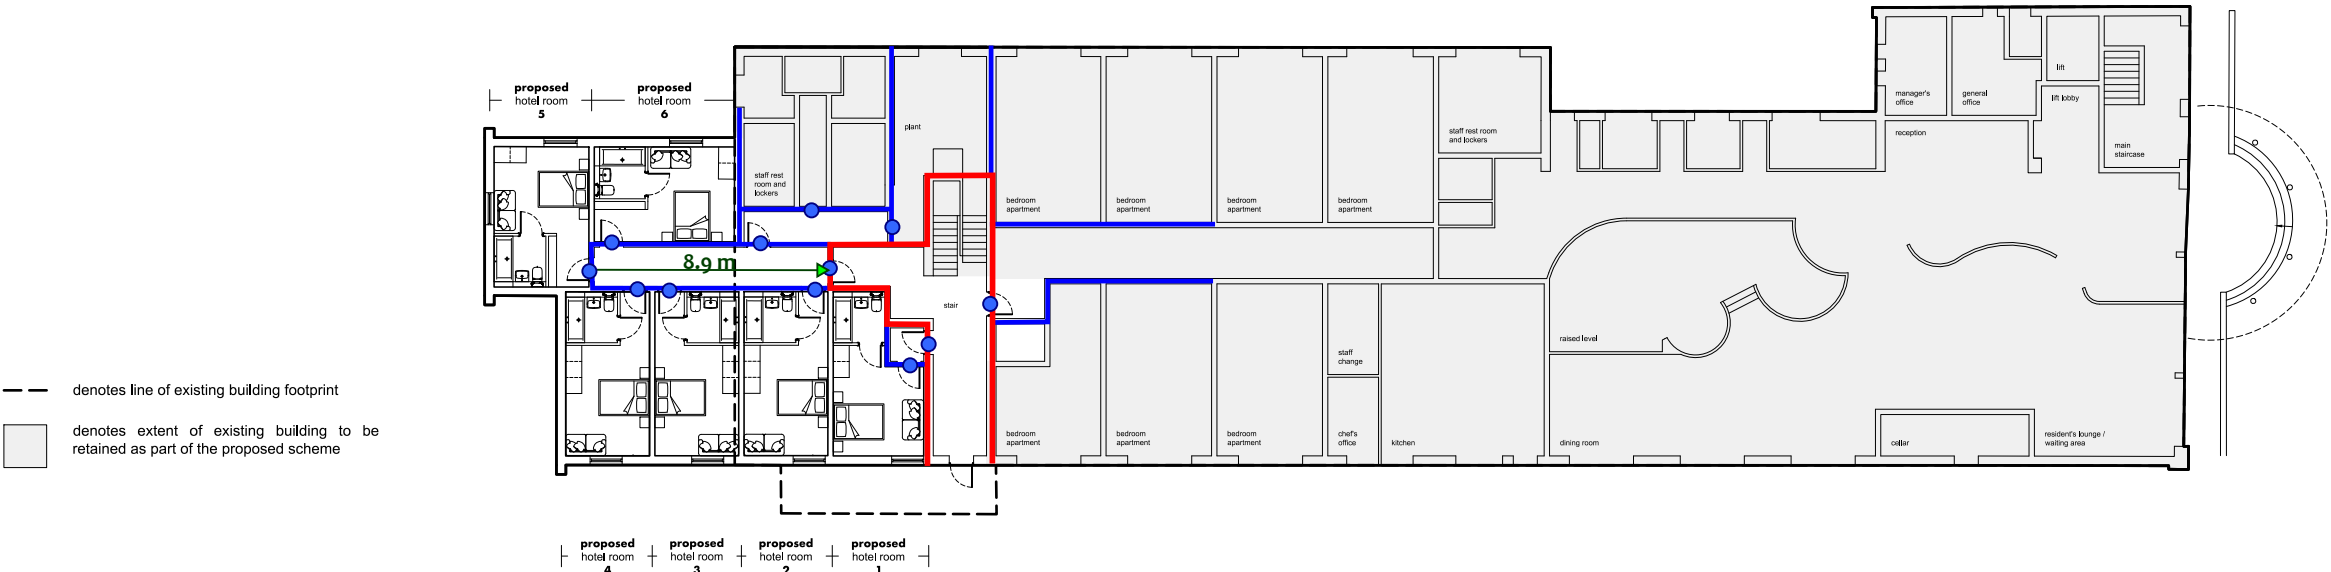 proposed
hotel room
5
proposed
hotel room
6
plant
staff rest
room and
lockers
8.9 m
stair
bedroom
apartment
bedroom
apartment
bedroom
apartment
bedroom
apartment
staff rest room
and lockers
manager's
office
general
office
lift
lift lobby
reception
main
staircase
raised level
staff
change
bedroom
apartment
bedroom
apartment
bedroom
apartment
chef's
office
kitchen
dining room
cellar
resident's lounge /
waiting area
denotes line of existing building footprint
denotes extent of existing building to be
retained as part of the proposed scheme
proposed
hotel room
4
proposed
hotel room
3
proposed
hotel room
2
proposed
hotel room
1